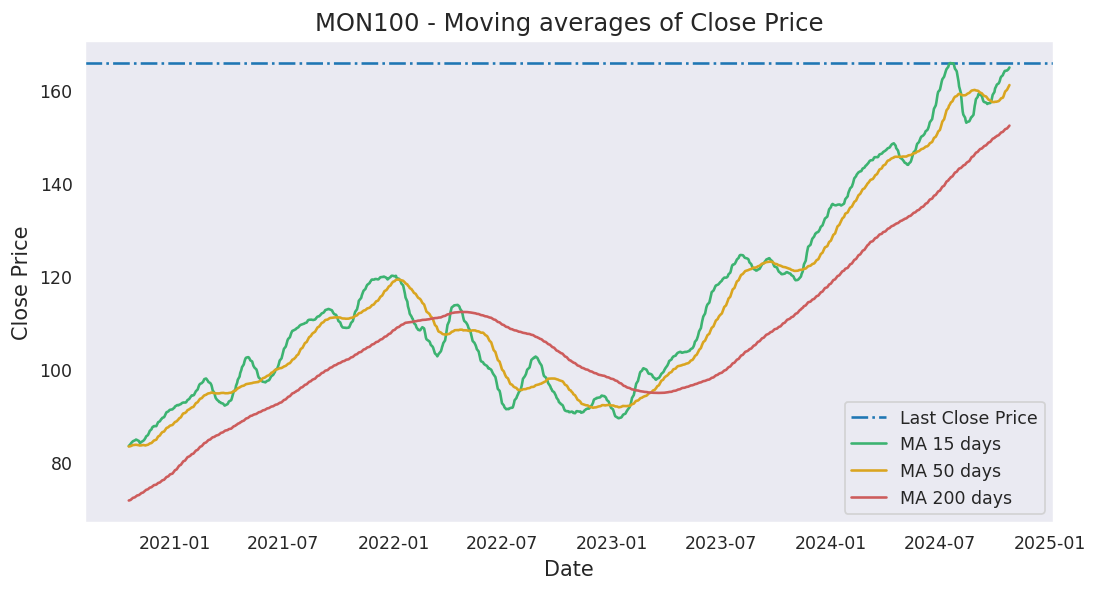 MON100 - Moving averages of Close Price
Close Price
160
140
120
100
80
Last Close Price
MA 15 days
MA 50 days
MA 200 days
2021-01 2021-07 2022-01 2022-07 2023-01 2023-07 2024-01 2024-07 2025-01
Date